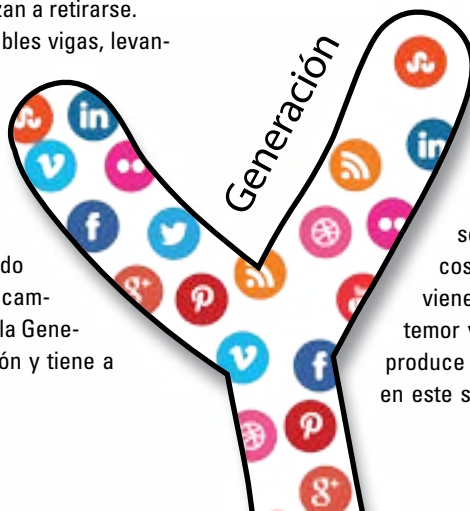 zan a retirarse.
bles vigas, levan-
Generación
do
cam-
la Gene-
ón y tiene a
se
cos
viene
temor y
produce
en este s